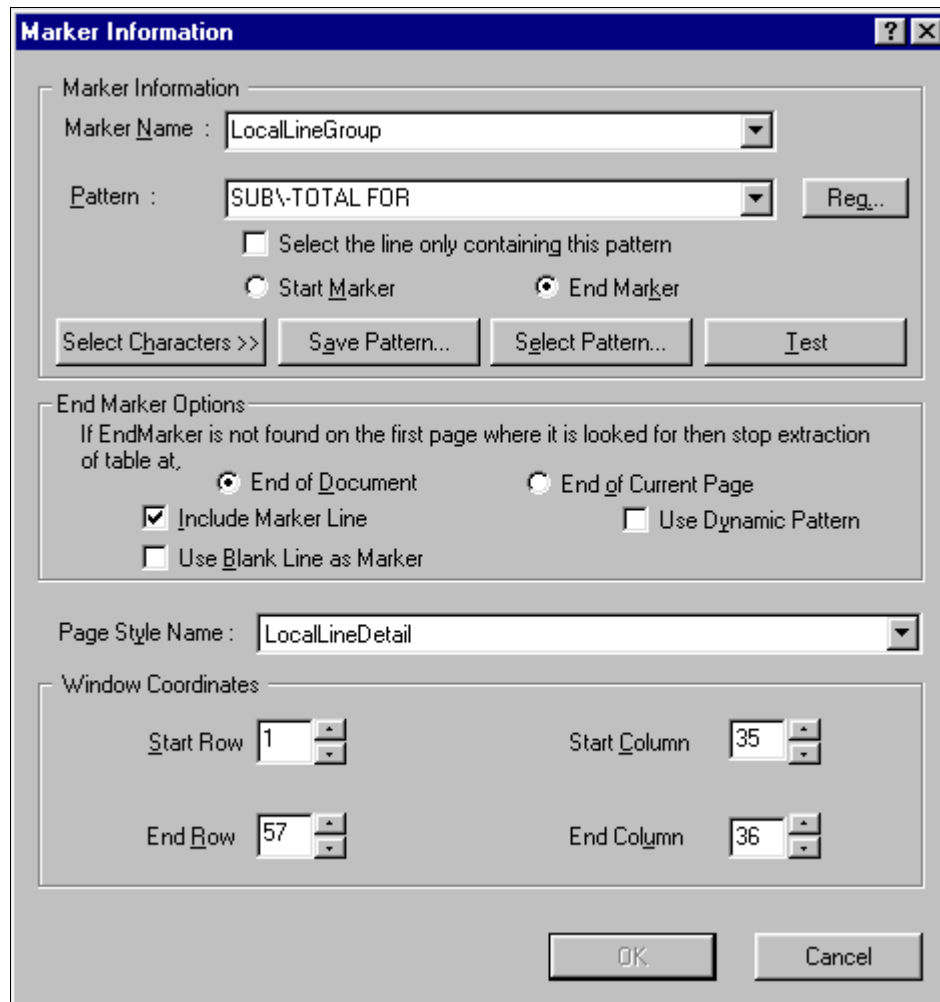 Marker Information
Marker Information
Marker Name : LocalLineGroup
Pattern : SUB\-TOTAL FOR Reg...
Select the line only containing this pattern
Start Marker End Marker
Select Characters >> Save Pattern... Select Pattern... Test
End Marker Options
If EndMarker is not found on the first page where it is looked for then stop extraction
of table at,
End of Document End of Current Page
Include Marker Line Use Dynamic Pattern
Use Blank Line as Marker
Page Style Name : LocalLineDetail
Window Coordinates
Start Row 1 Start Column 35
End Row 57 End Column 36
OK Cancel